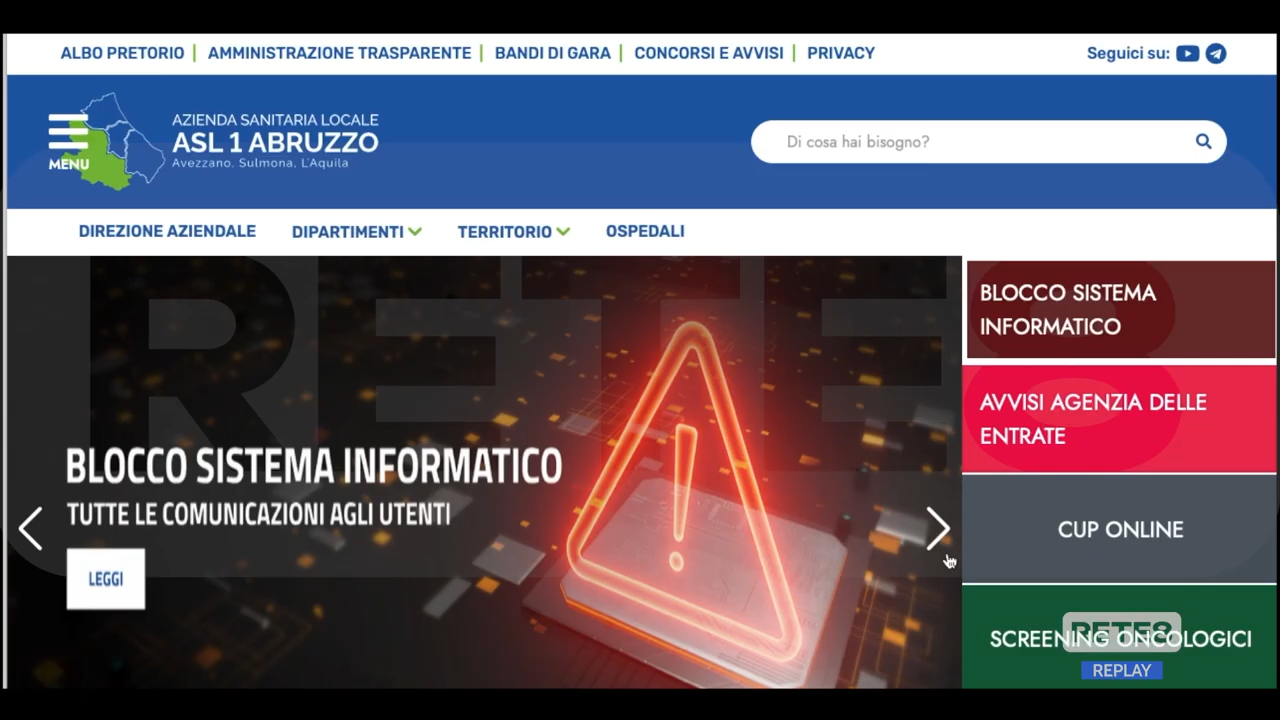 ALBO PRETORIO | AMMINISTRAZIONE TRASPARENTE | BANDI DI GARA | CONCORSI E AVVISI | PRIVACY
Seguici su:
MENU
AZIENDA SANITARIA LOCALE
ASL 1 ABRUZZO
Avezzano, Sulmona, L'Aquila
Di cosa hai bisogno?
DIREZIONE AZIENDALE
DIPARTIMENTI
TERRITORIO
OSPEDALI
RETE8
BLOCCO SISTEMA INFORMATICO
TUTTE LE COMUNICAZIONI AGLI UTENTI
LEGGI
BLOCCO SISTEMA
INFORMATICO
AVVISI AGENZIA DELLE
ENTRATE
CUP ONLINE
SCREENING ONCOLOGICI
RETE8
REPLAY